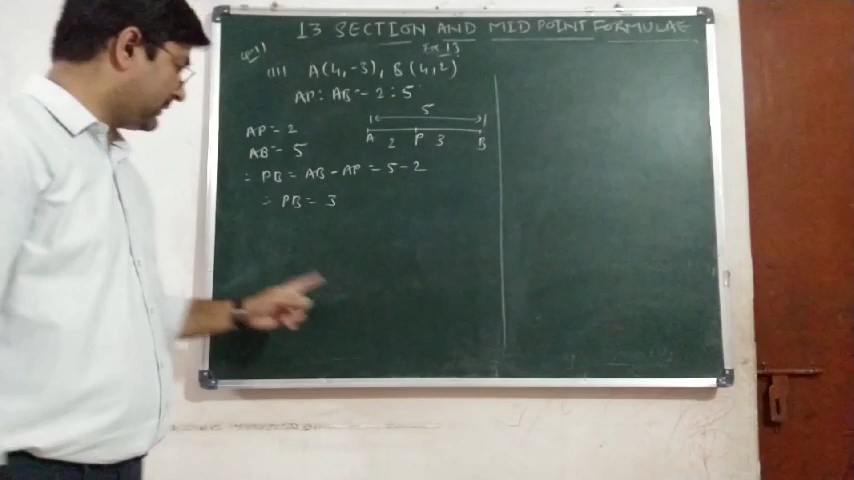 13 SECTION AND MID POINT FORMULAE
Ex 13
(iii) A(4,-3), B(4,2)
AP : AB = 2 : 5
5
A 2 P 3 B
AP = 2
AB = 5
∴ PB = AB - AP = 5 - 2
∴ PB = 3